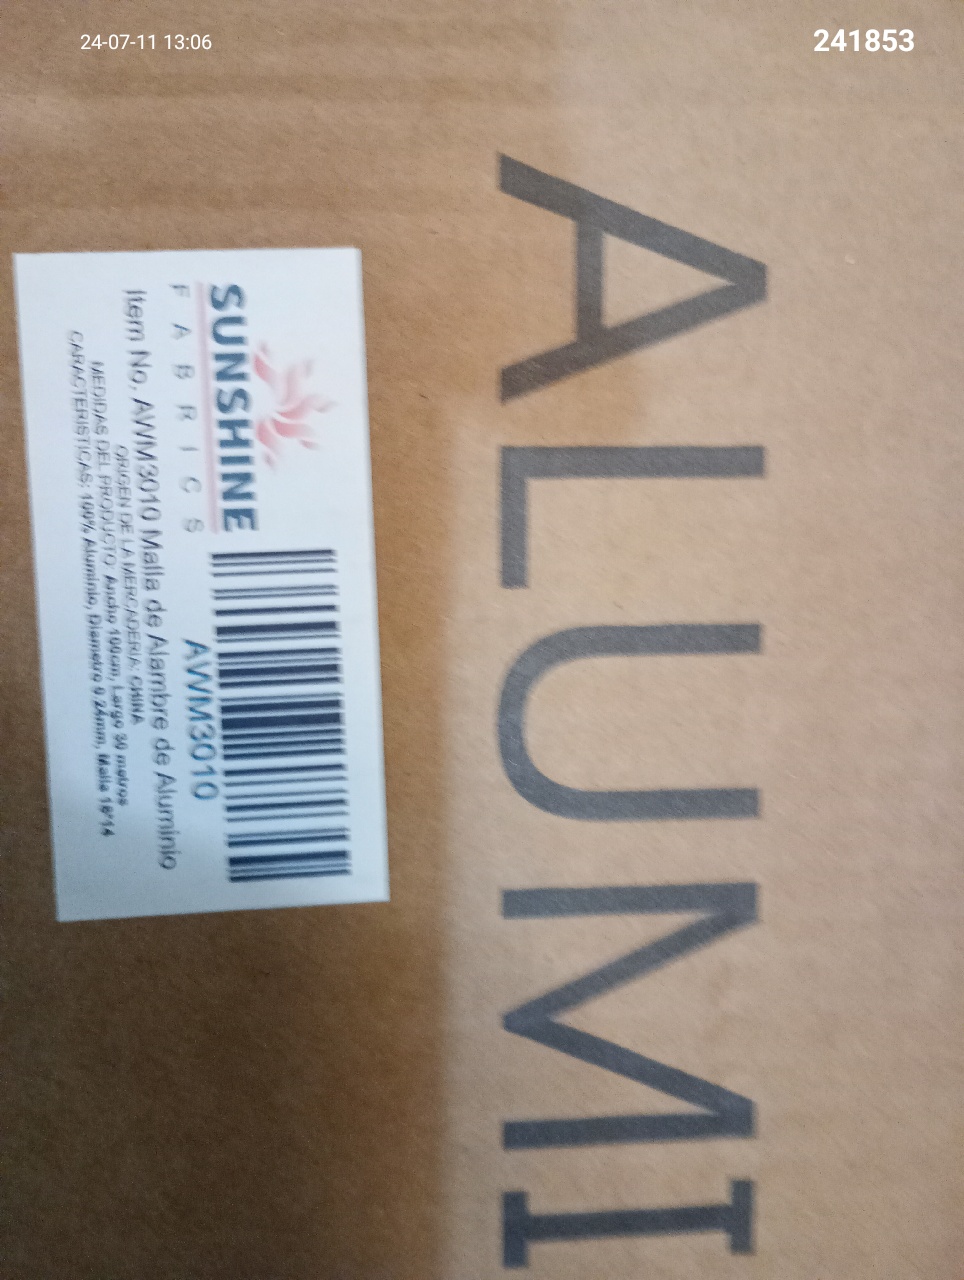 24-07-11 13:06
241853
ALUMI
SUNSHINE
FABRICS
AWM3010
Item No. AWM3010 Malla de Alambre de Aluminio
ORIGEN DE LA MERCADERIA: CHINA
MEDIDAS DEL PRODUCTO: Ancho 100cm, Largo 30 metros
CARACTERISTICAS: 100% Aluminio, Diametro 0.24mm, Malla 18*14